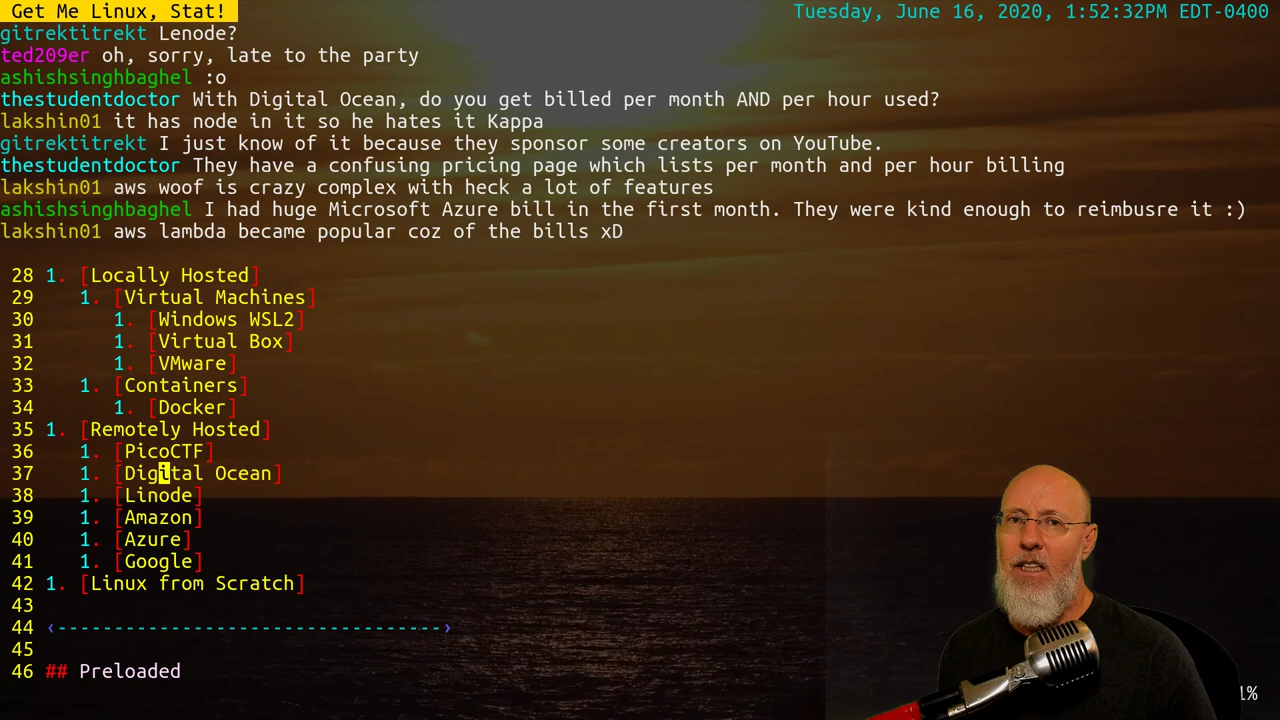 Get Me Linux, Stat!
Tuesday, June 16, 2020, 1:52:32PM EDT-0400
gitrektitrekt Lenode?
ted209er oh, sorry, late to the party
ashishsinghbaghel :o
thestudentdoctor With Digital Ocean, do you get billed per month AND per hour used?
lakshin01 it has node in it so he hates it Kappa
gitrektitrekt I just know of it because they sponsor some creators on YouTube.
thestudentdoctor They have a confusing pricing page which lists per month and per hour billing
lakshin01 aws woof is crazy complex with heck a lot of features
ashishsinghbaghel I had huge Microsoft Azure bill in the first month. They were kind enough to reimbusre it :)
lakshin01 aws lambda became popular coz of the bills xD
28 1. [Locally Hosted]
29 1. [Virtual Machines]
30 1. [Windows WSL2]
31 1. [Virtual Box]
32 1. [VMware]
33 1. [Containers]
34 1. [Docker]
35 1. [Remotely Hosted]
36 1. [PicoCTF]
37 1. [Digital Ocean]
38 1. [Linode]
39 1. [Amazon]
40 1. [Azure]
41 1. [Google]
42 1. [Linux from Scratch]
43
44 ‹----------------------------------›
45
46 ## Preloaded
1%